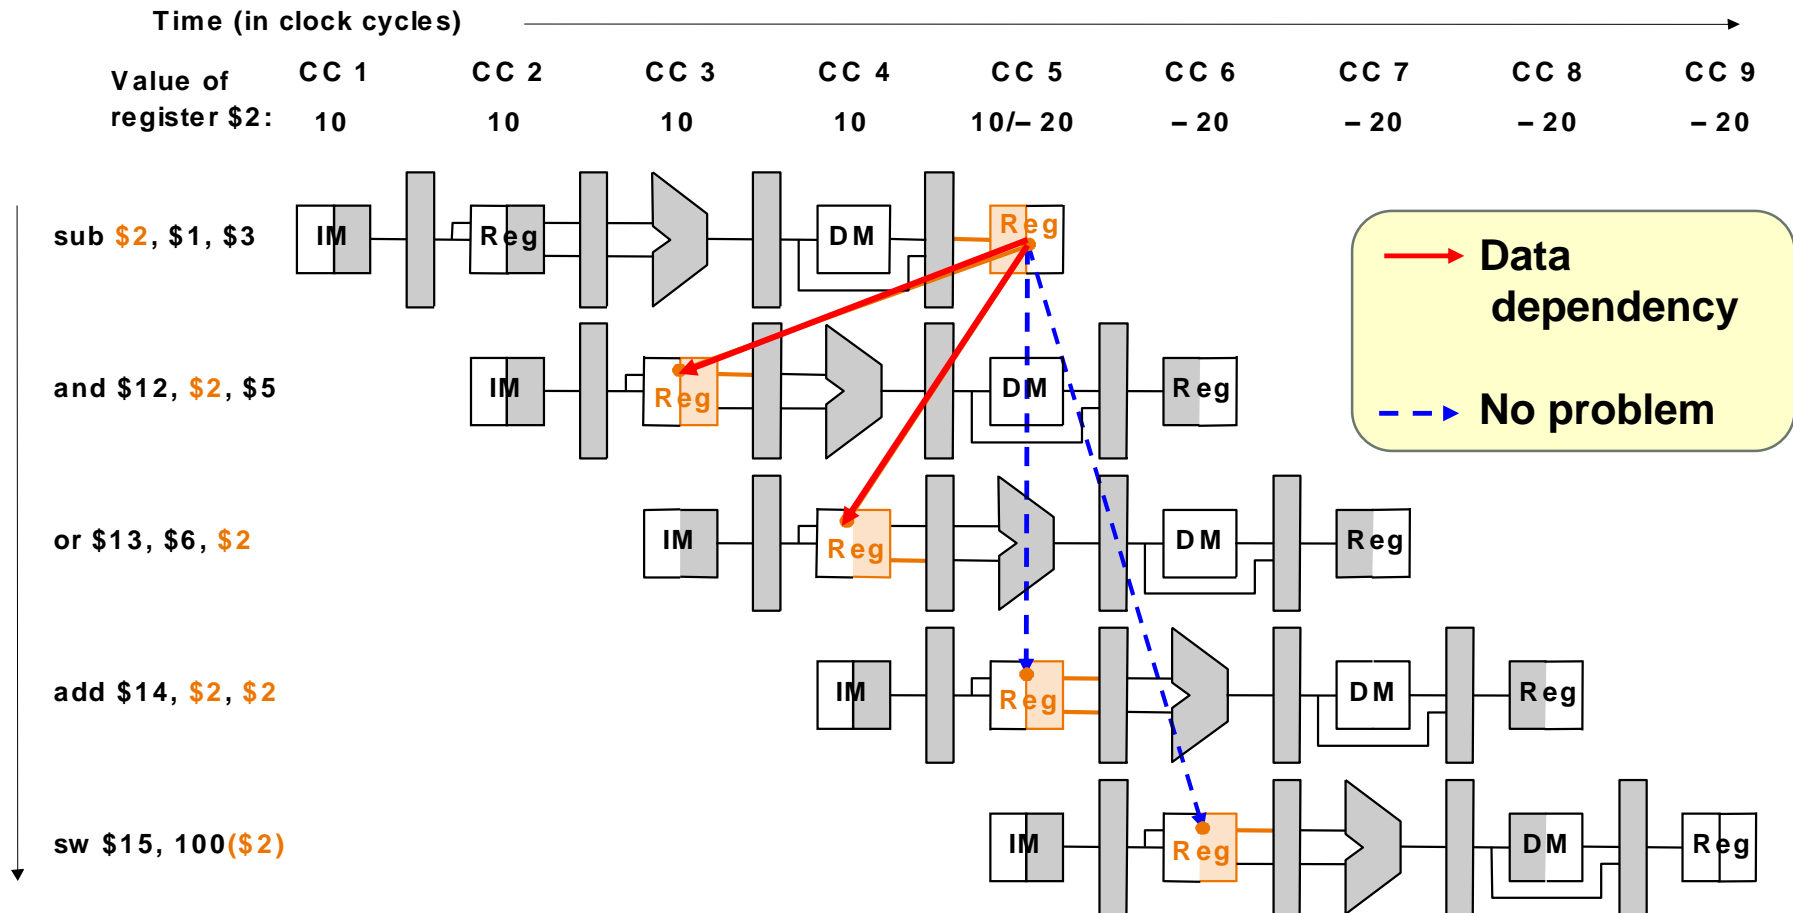 Time (in clock cycles)
Value of register $2:
CC 1 CC 2 CC 3 CC 4 CC 5 CC 6 CC 7 CC 8 CC 9
10 10 10 10 10/– 20 – 20 – 20 – 20 – 20
sub $2, $1, $3
IM Reg DM Reg
Data
dependency
No problem
and $12, $2, $5
IM Reg DM Reg
or $13, $6, $2
IM Reg DM Reg
add $14, $2, $2
IM Reg DM Reg
sw $15, 100($2)
IM Reg DM Reg